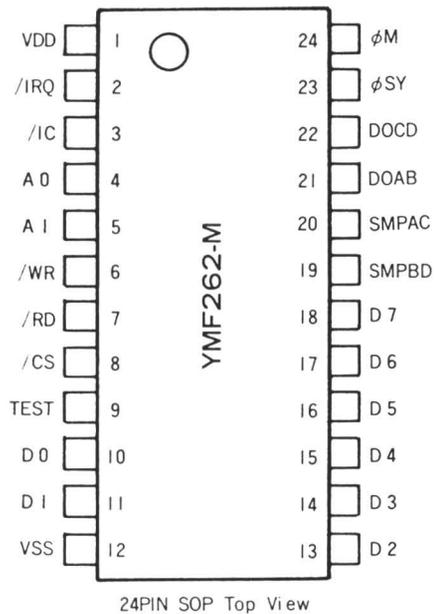 VDD 1 24 φM
/IRQ 2 23 φSY
/IC 3 22 DOCD
A0 4 21 DOAB
A1 5 20 SMPAC
/WR 6 19 SMPBD
/RD 7 18 D7
/CS 8 17 D6
TEST 9 16 D5
D0 10 15 D4
D1 11 14 D3
VSS 12 13 D2
YMF262-M
24PIN SOP Top View